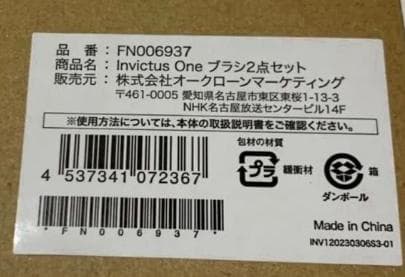 品 番：FN006937
商品名：Invictus One ブラシ2点セット
販売元：株式会社オークローンマーケティング
〒461-0005 愛知県名古屋市東区東桜1-13-3
NHK名古屋放送センタービル14F
※使用方法については、本体の取扱説明書をご確認ください。
包材の材質
プラ 緩衝材
箱
ダンボール
4 537341 072367
*FN006937*
Made in China
INV120230306S3-01